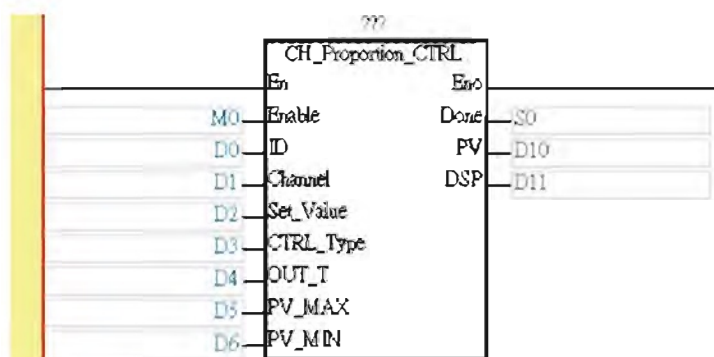 ???
CH_Proportion_CTRL
En Eno
M0 Enable Done S0
D0 ID PV D10
D1 Channel DSP D11
D2 Set_Value
D3 CTRL_Type
D4 OUT_T
D5 PV_MAX
D6 PV_MIN